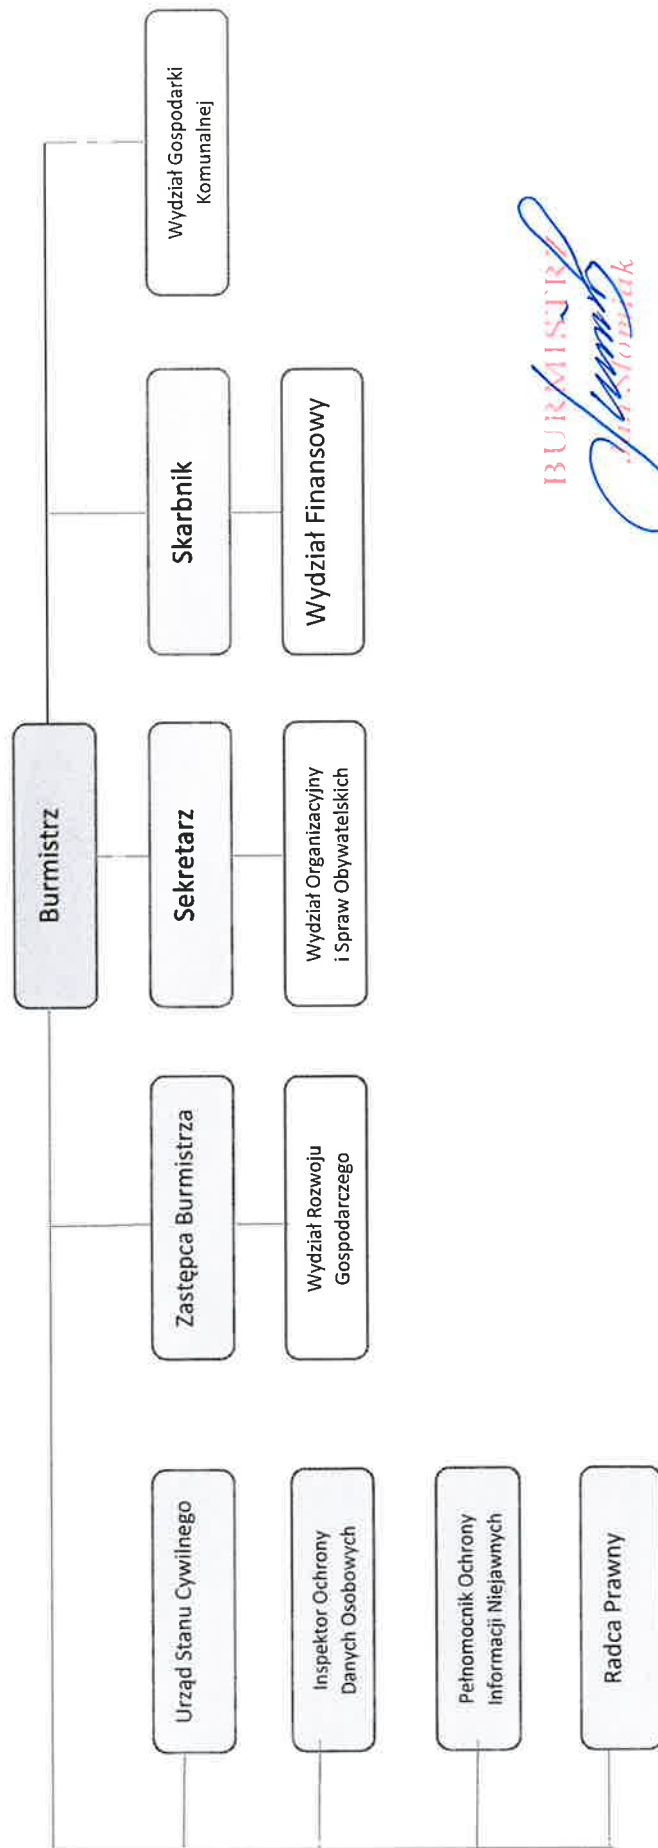 Burmistrz
Urząd Stanu Cywilnego
Zastępca Burmistrza
Sekretarz
Skarbnik
Wydział Gospodarki
Komunalnej
Inspektor Ochrony
Danych Osobowych
Wydział Rozwoju
Gospodarczego
Wydział Organizacyjny
i Spraw Obywatelskich
Wydział Finansowy
Pełnomocnik Ochrony
Informacji Niejawnych
Radca Prawny
BURMISTRZ